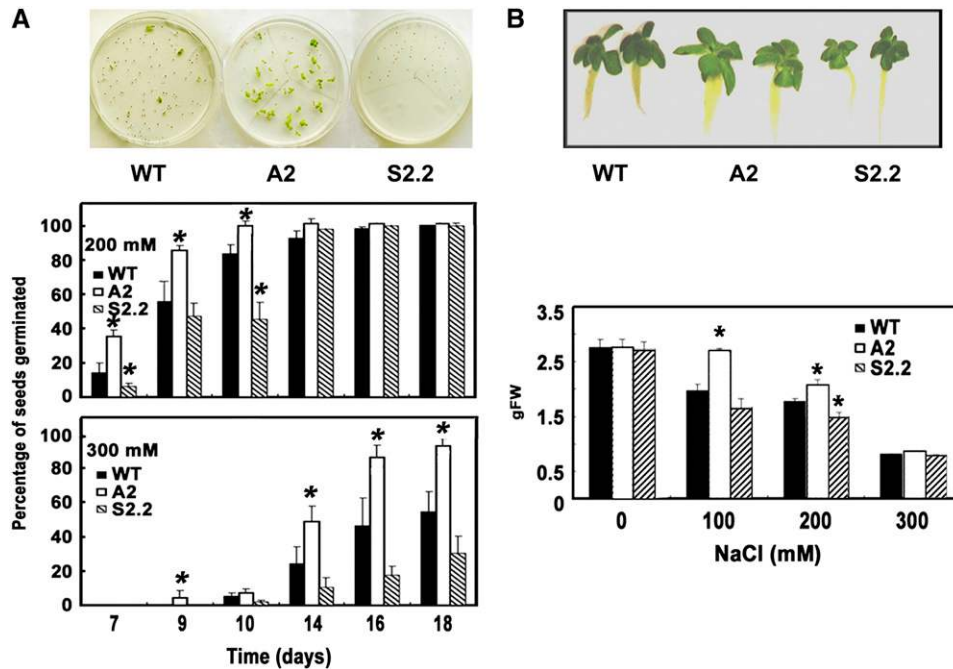 A
WT A2 S2.2
Percentage of seeds germinated
100
80
60
40
20
0
200 mM
WT
A2
S2.2
* * * * *
100
80
60
40
20
0
300 mM
WT
A2
S2.2
* * * *
7 9 10 14 16 18
Time (days)
B
WT A2 S2.2
gFW
3.5
2.5
1.5
0.5
0
WT
A2
S2.2
* * *
0 100 200 300
NaCl (mM)